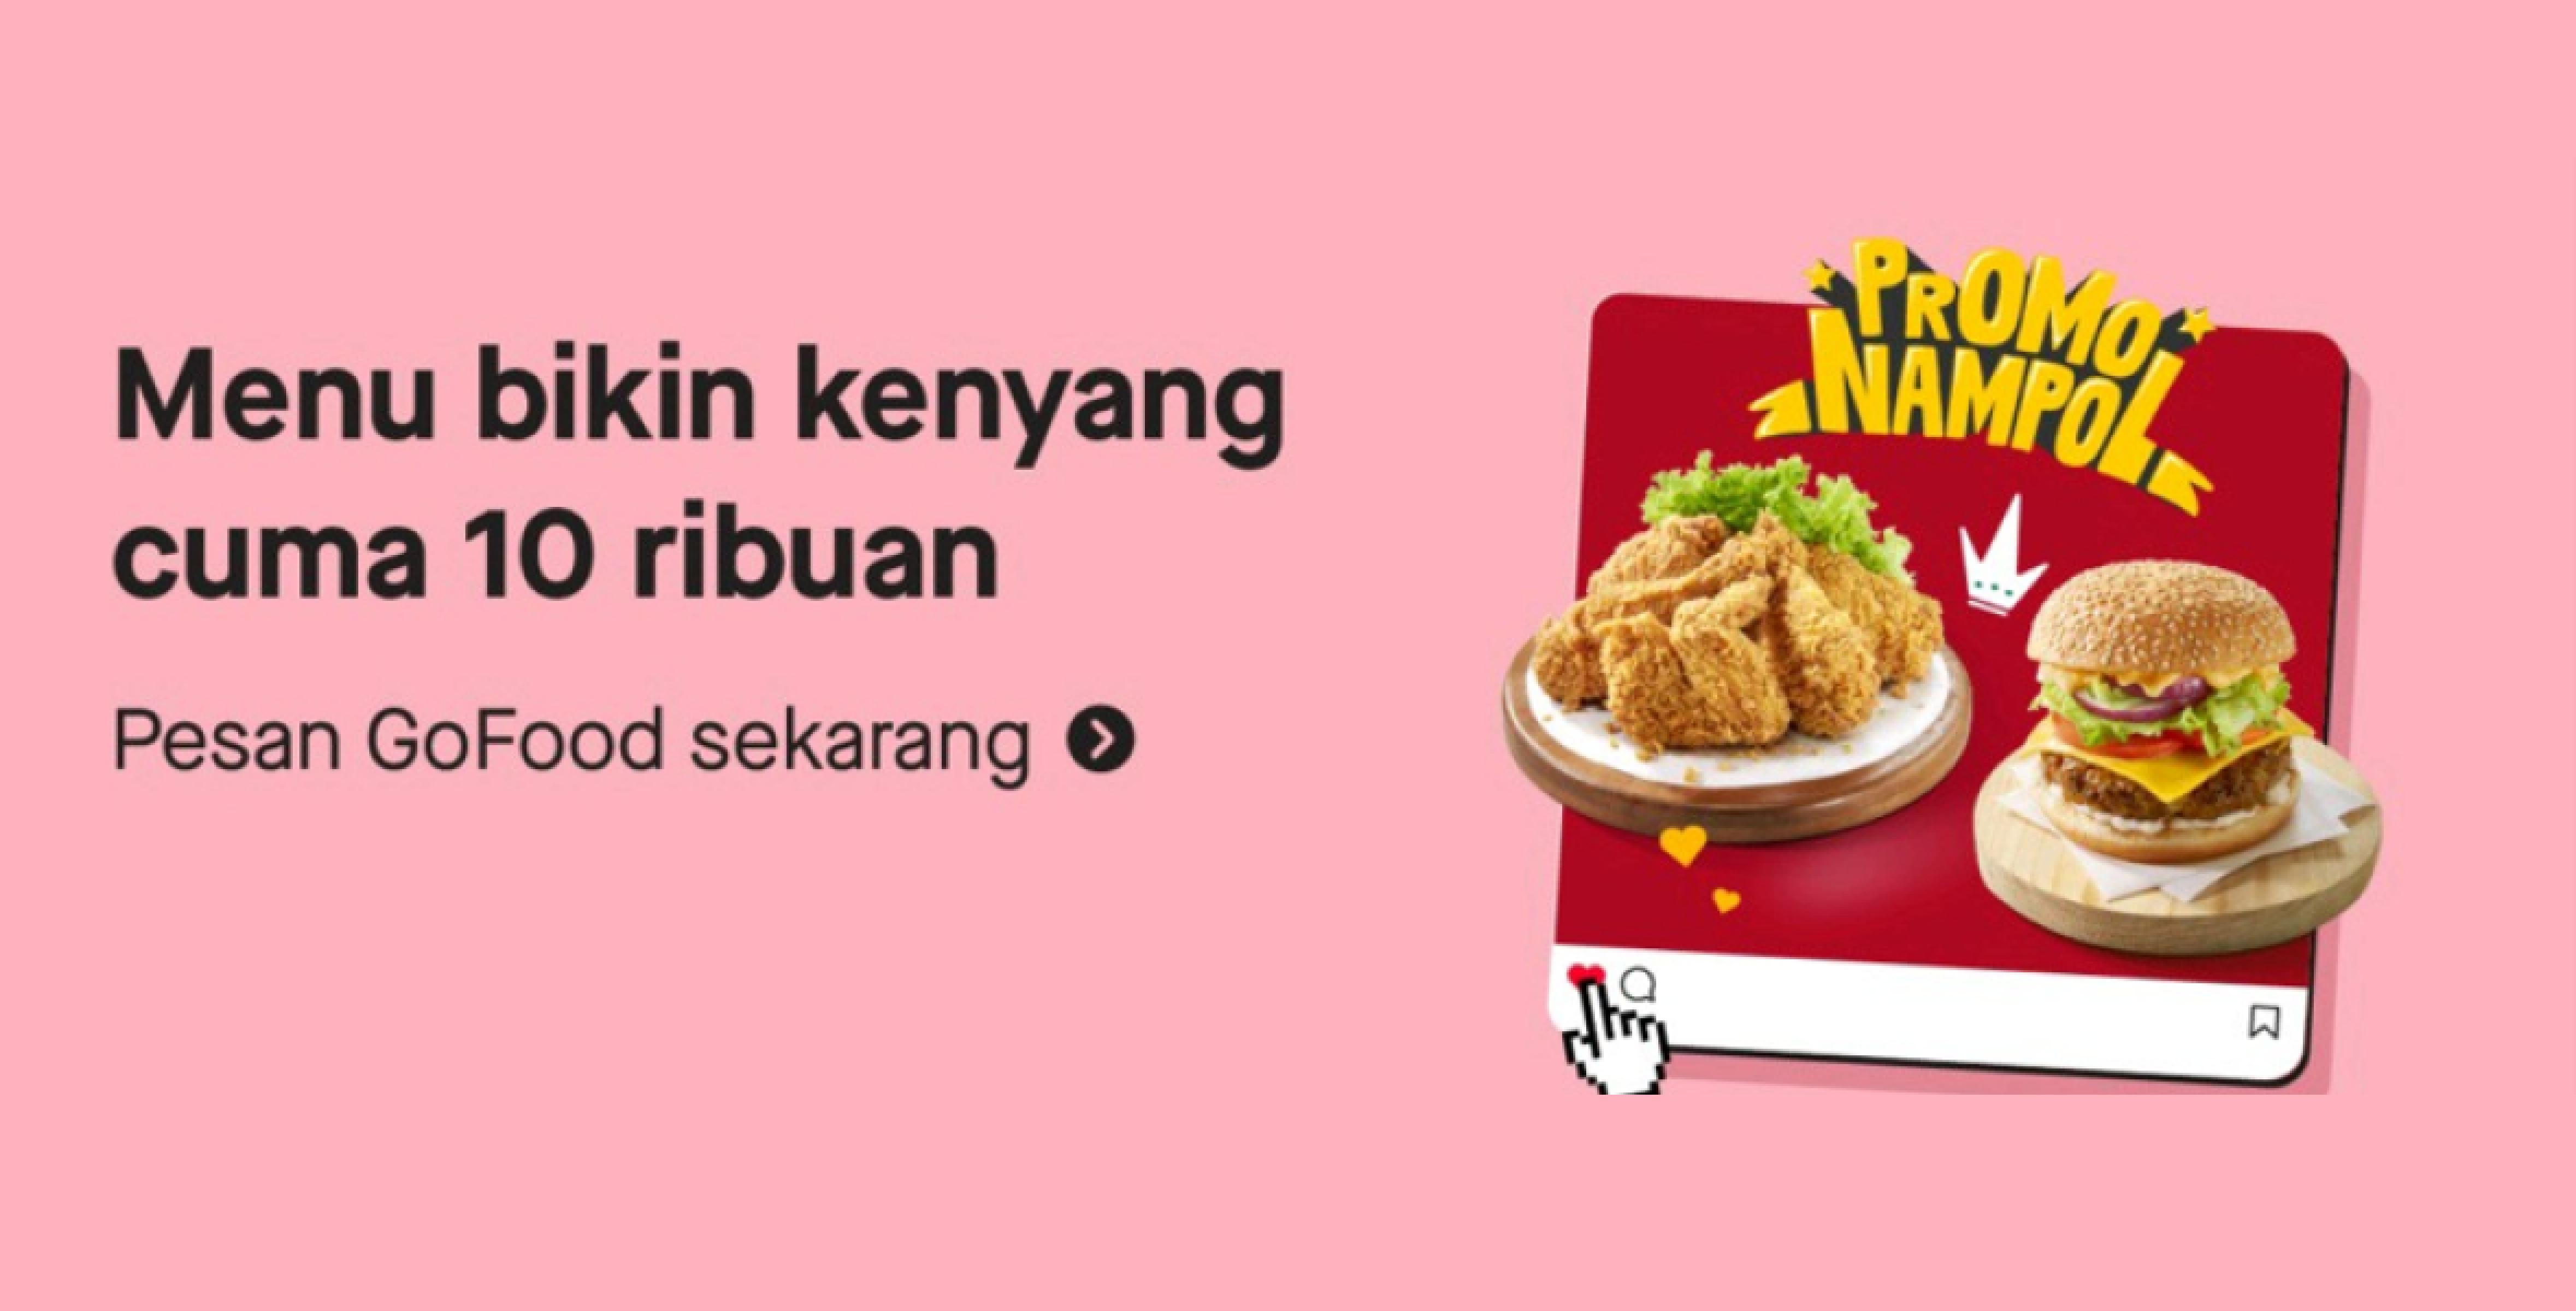 Menu bikin kenyang
cuma 10 ribuan
Pesan GoFood sekarang
PROMO
NAMPOL